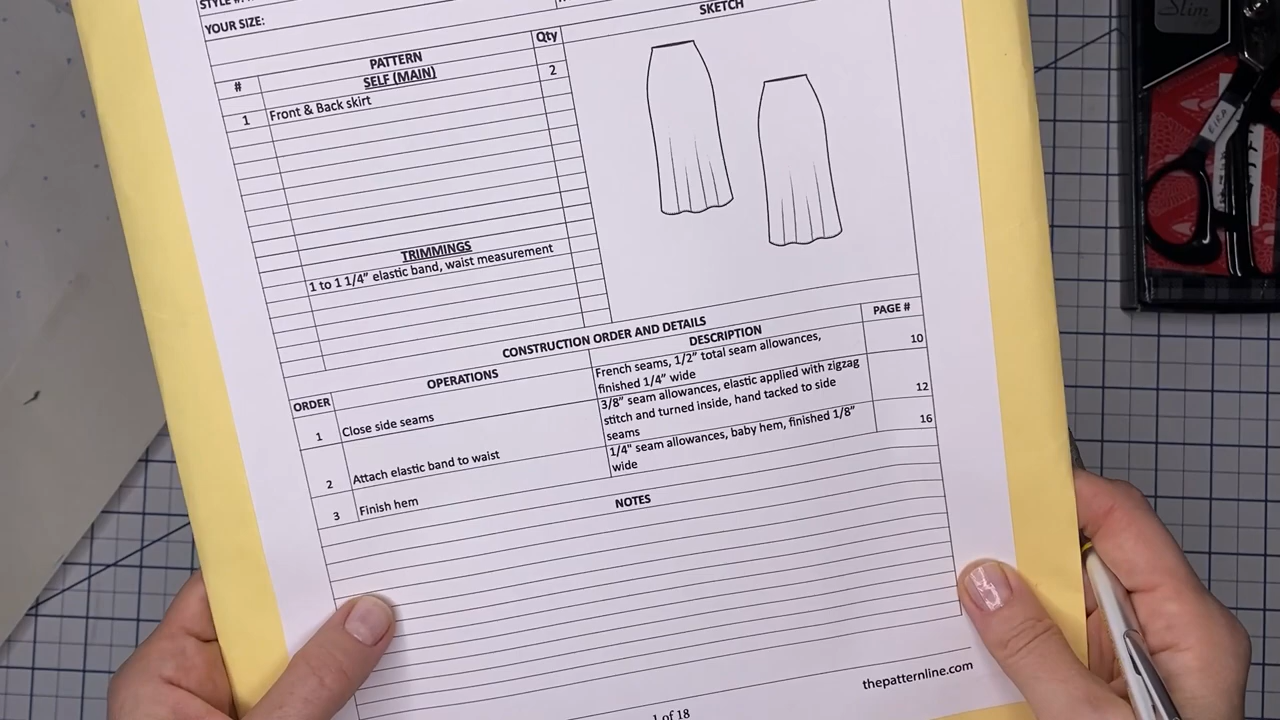 YOUR SIZE:
SKETCH
PATTERN
Qty
#
SELF (MAIN)
2
1
Front & Back skirt
TRIMMINGS
1 to 1 1/4” elastic band, waist measurement
CONSTRUCTION ORDER AND DETAILS
ORDER
OPERATIONS
DESCRIPTION
PAGE #
1
Close side seams
French seams, 1/2” total seam allowances,
finished 1/4” wide
10
2
Attach elastic band to waist
3/8” seam allowances, elastic applied with zigzag
stitch and turned inside, hand tacked to side
seams
12
3
Finish hem
1/4" seam allowances, baby hem, finished 1/8”
wide
16
NOTES
thepatternline.com
1 of 18
Slim